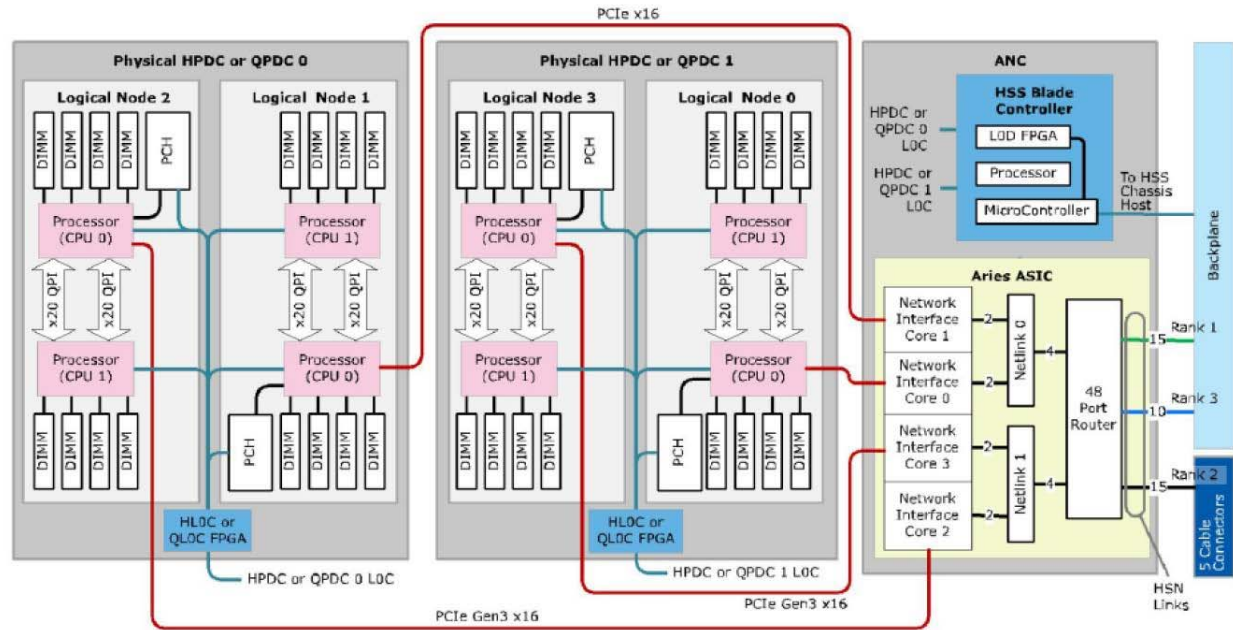 PCIe x16
Physical HPDC or QPDC 0
Logical Node 2
Logical Node 1
DIMM
DIMM
DIMM
DIMM
PCH
DIMM
DIMM
DIMM
DIMM
Processor
(CPU 0)
Processor
(CPU 1)
x20 QPI
x20 QPI
x20 QPI
x20 QPI
Processor
(CPU 1)
Processor
(CPU 0)
DIMM
DIMM
DIMM
DIMM
PCH
DIMM
DIMM
DIMM
DIMM
HL0C or
QL0C FPGA
HPDC or QPDC 0 L0C
PCIe Gen3 x16
Physical HPDC or QPDC 1
Logical Node 3
Logical Node 0
DIMM
DIMM
DIMM
DIMM
PCH
DIMM
DIMM
DIMM
DIMM
Processor
(CPU 0)
Processor
(CPU 1)
x20 QPI
x20 QPI
x20 QPI
x20 QPI
Processor
(CPU 1)
Processor
(CPU 0)
DIMM
DIMM
DIMM
DIMM
PCH
DIMM
DIMM
DIMM
DIMM
HL0C or
QL0C FPGA
HPDC or QPDC 1 L0C
PCIe Gen3 x16
ANC
HSS Blade
Controller
HPDC or
QPDC 0
L0C
HPDC or
QPDC 1
L0C
L0D FPGA
Processor
MicroController
To HSS
Chassis
Host
Backplane
Aries ASIC
Network
Interface
Core 1
Network
Interface
Core 0
Network
Interface
Core 3
Network
Interface
Core 2
2
2
2
2
Netlink 0
Netlink 1
4
4
48
Port
Router
15
Rank 1
10
Rank 3
15
Rank 2
5 Cable
Connectors
HSN
Links